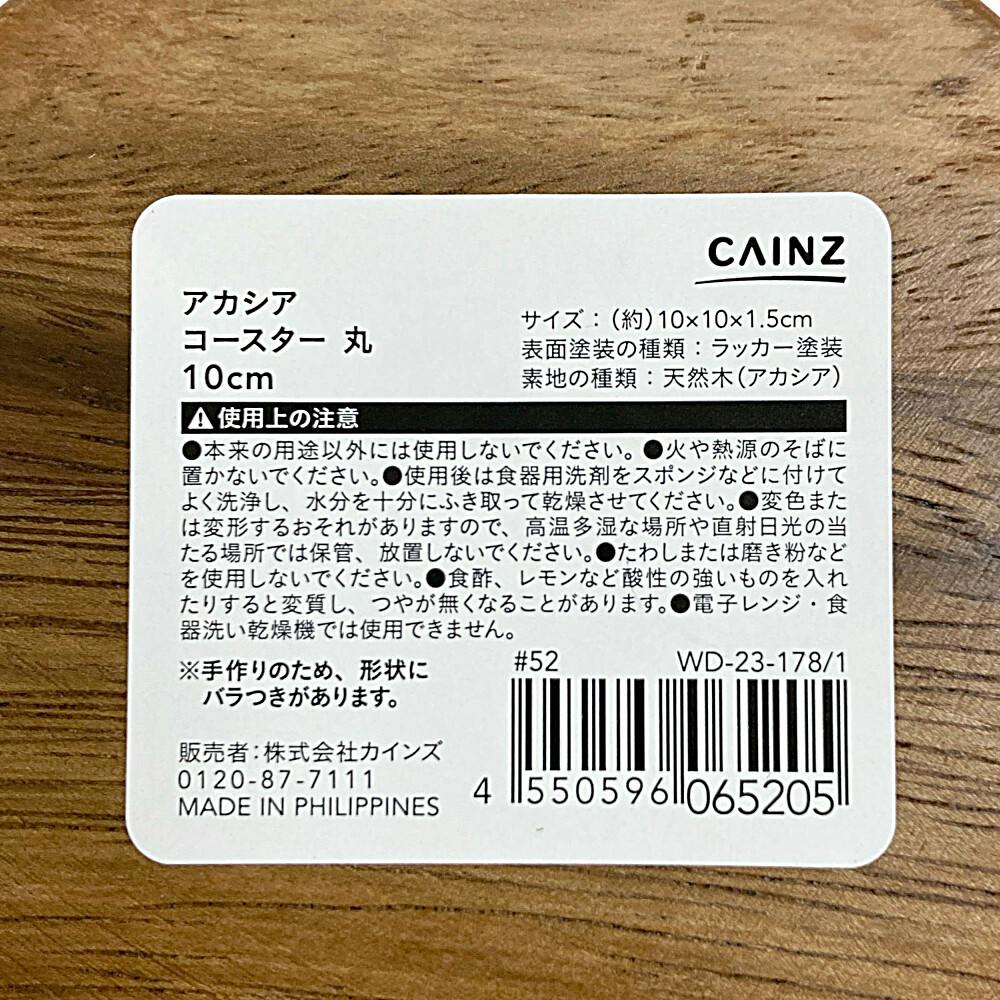 CAINZ
アカシア
コースター 丸
10cm
サイズ：(約)10×10×1.5cm
表面塗装の種類：ラッカー塗装
素地の種類：天然木(アカシア)
⚠使用上の注意
●本来の用途以外には使用しないでください。●火や熱源のそばに
置かないでください。●使用後は食器用洗剤をスポンジなどに付けて
よく洗浄し、水分を十分にふき取って乾燥させてください。●変色また
は変形するおそれがありますので、高温多湿な場所や直射日光の当
たる場所では保管、放置しないでください。●たわしまたは磨き粉など
を使用しないでください。●食酢、レモンなど酸性の強いものを入れ
たりすると変質し、つやが無くなることがあります。●電子レンジ・食
器洗い乾燥機では使用できません。
※手作りのため、形状に
バラつきがあります。
販売者：株式会社カインズ
0120-87-7111
MADE IN PHILIPPINES
#52 WD-23-178/1
4 550596 065205